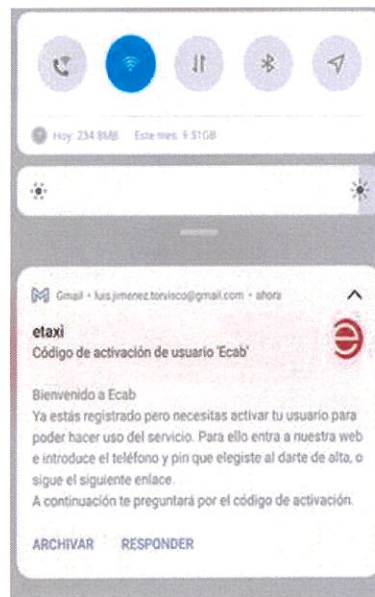 Hoy: 234.8MB Este mes: 9.51GB
Gmail • luis.jimenez.torvisco@gmail.com • ahora
etaxi
Código de activación de usuario 'Ecab'
e
Bienvenido a Ecab
Ya estás registrado pero necesitas activar tu usuario para
poder hacer uso del servicio. Para ello entra a nuestra web
e introduce el teléfono y pin que elegiste al darte de alta, o
sigue el siguiente enlace.
A continuación te preguntará por el código de activación.
ARCHIVAR RESPONDER